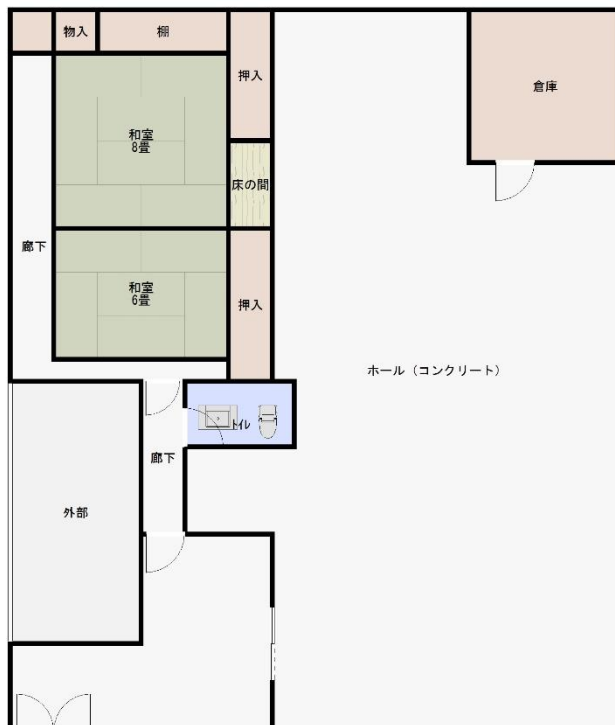 物入
棚
押入
倉庫
和室
8畳
床の間
廊下
和室
6畳
押入
ホール（コンクリート）
トイレ
廊下
外部